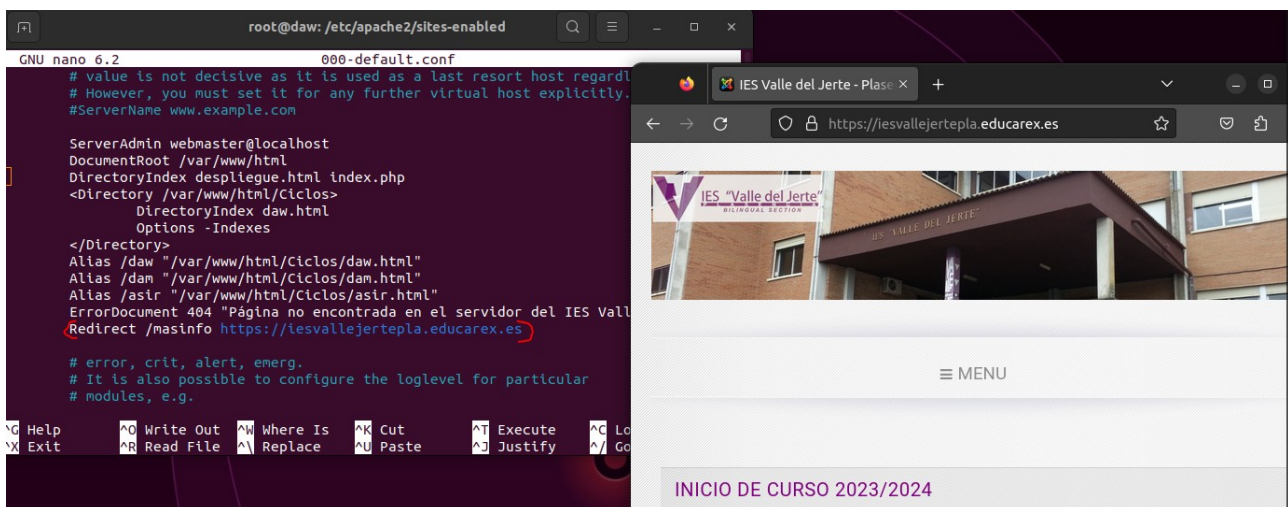 root@daw: /etc/apache2/sites-enabled
GNU nano 6.2 000-default.conf
# value is not decisive as it is used as a last resort host regardl
# However, you must set it for any further virtual host explicitly.
#ServerName www.example.com
ServerAdmin webmaster@localhost
DocumentRoot /var/www/html
DirectoryIndex despliegue.html index.php
<Directory /var/www/html/Ciclos>
DirectoryIndex daw.html
Options -Indexes
</Directory>
Alias /daw "/var/www/html/Ciclos/daw.html"
Alias /dam "/var/www/html/Ciclos/dam.html"
Alias /asir "/var/www/html/Ciclos/asir.html"
ErrorDocument 404 "Página no encontrada en el servidor del IES Vall
Redirect /masinfo https://iesvallejertepla.educarex.es
# error, crit, alert, emerg.
# It is also possible to configure the loglevel for particular
# modules, e.g.
^G Help ^O Write Out ^W Where Is ^K Cut ^T Execute ^C Lo
^X Exit ^R Read File ^\ Replace ^U Paste ^J Justify ^/ Go
IES Valle del Jerte - Plase
https://iesvallejertepla.educarex.es
IES "Valle del Jerte"
BILINGUAL SECTION
IES "VALLE DEL JERTE"
≡ MENU
INICIO DE CURSO 2023/2024